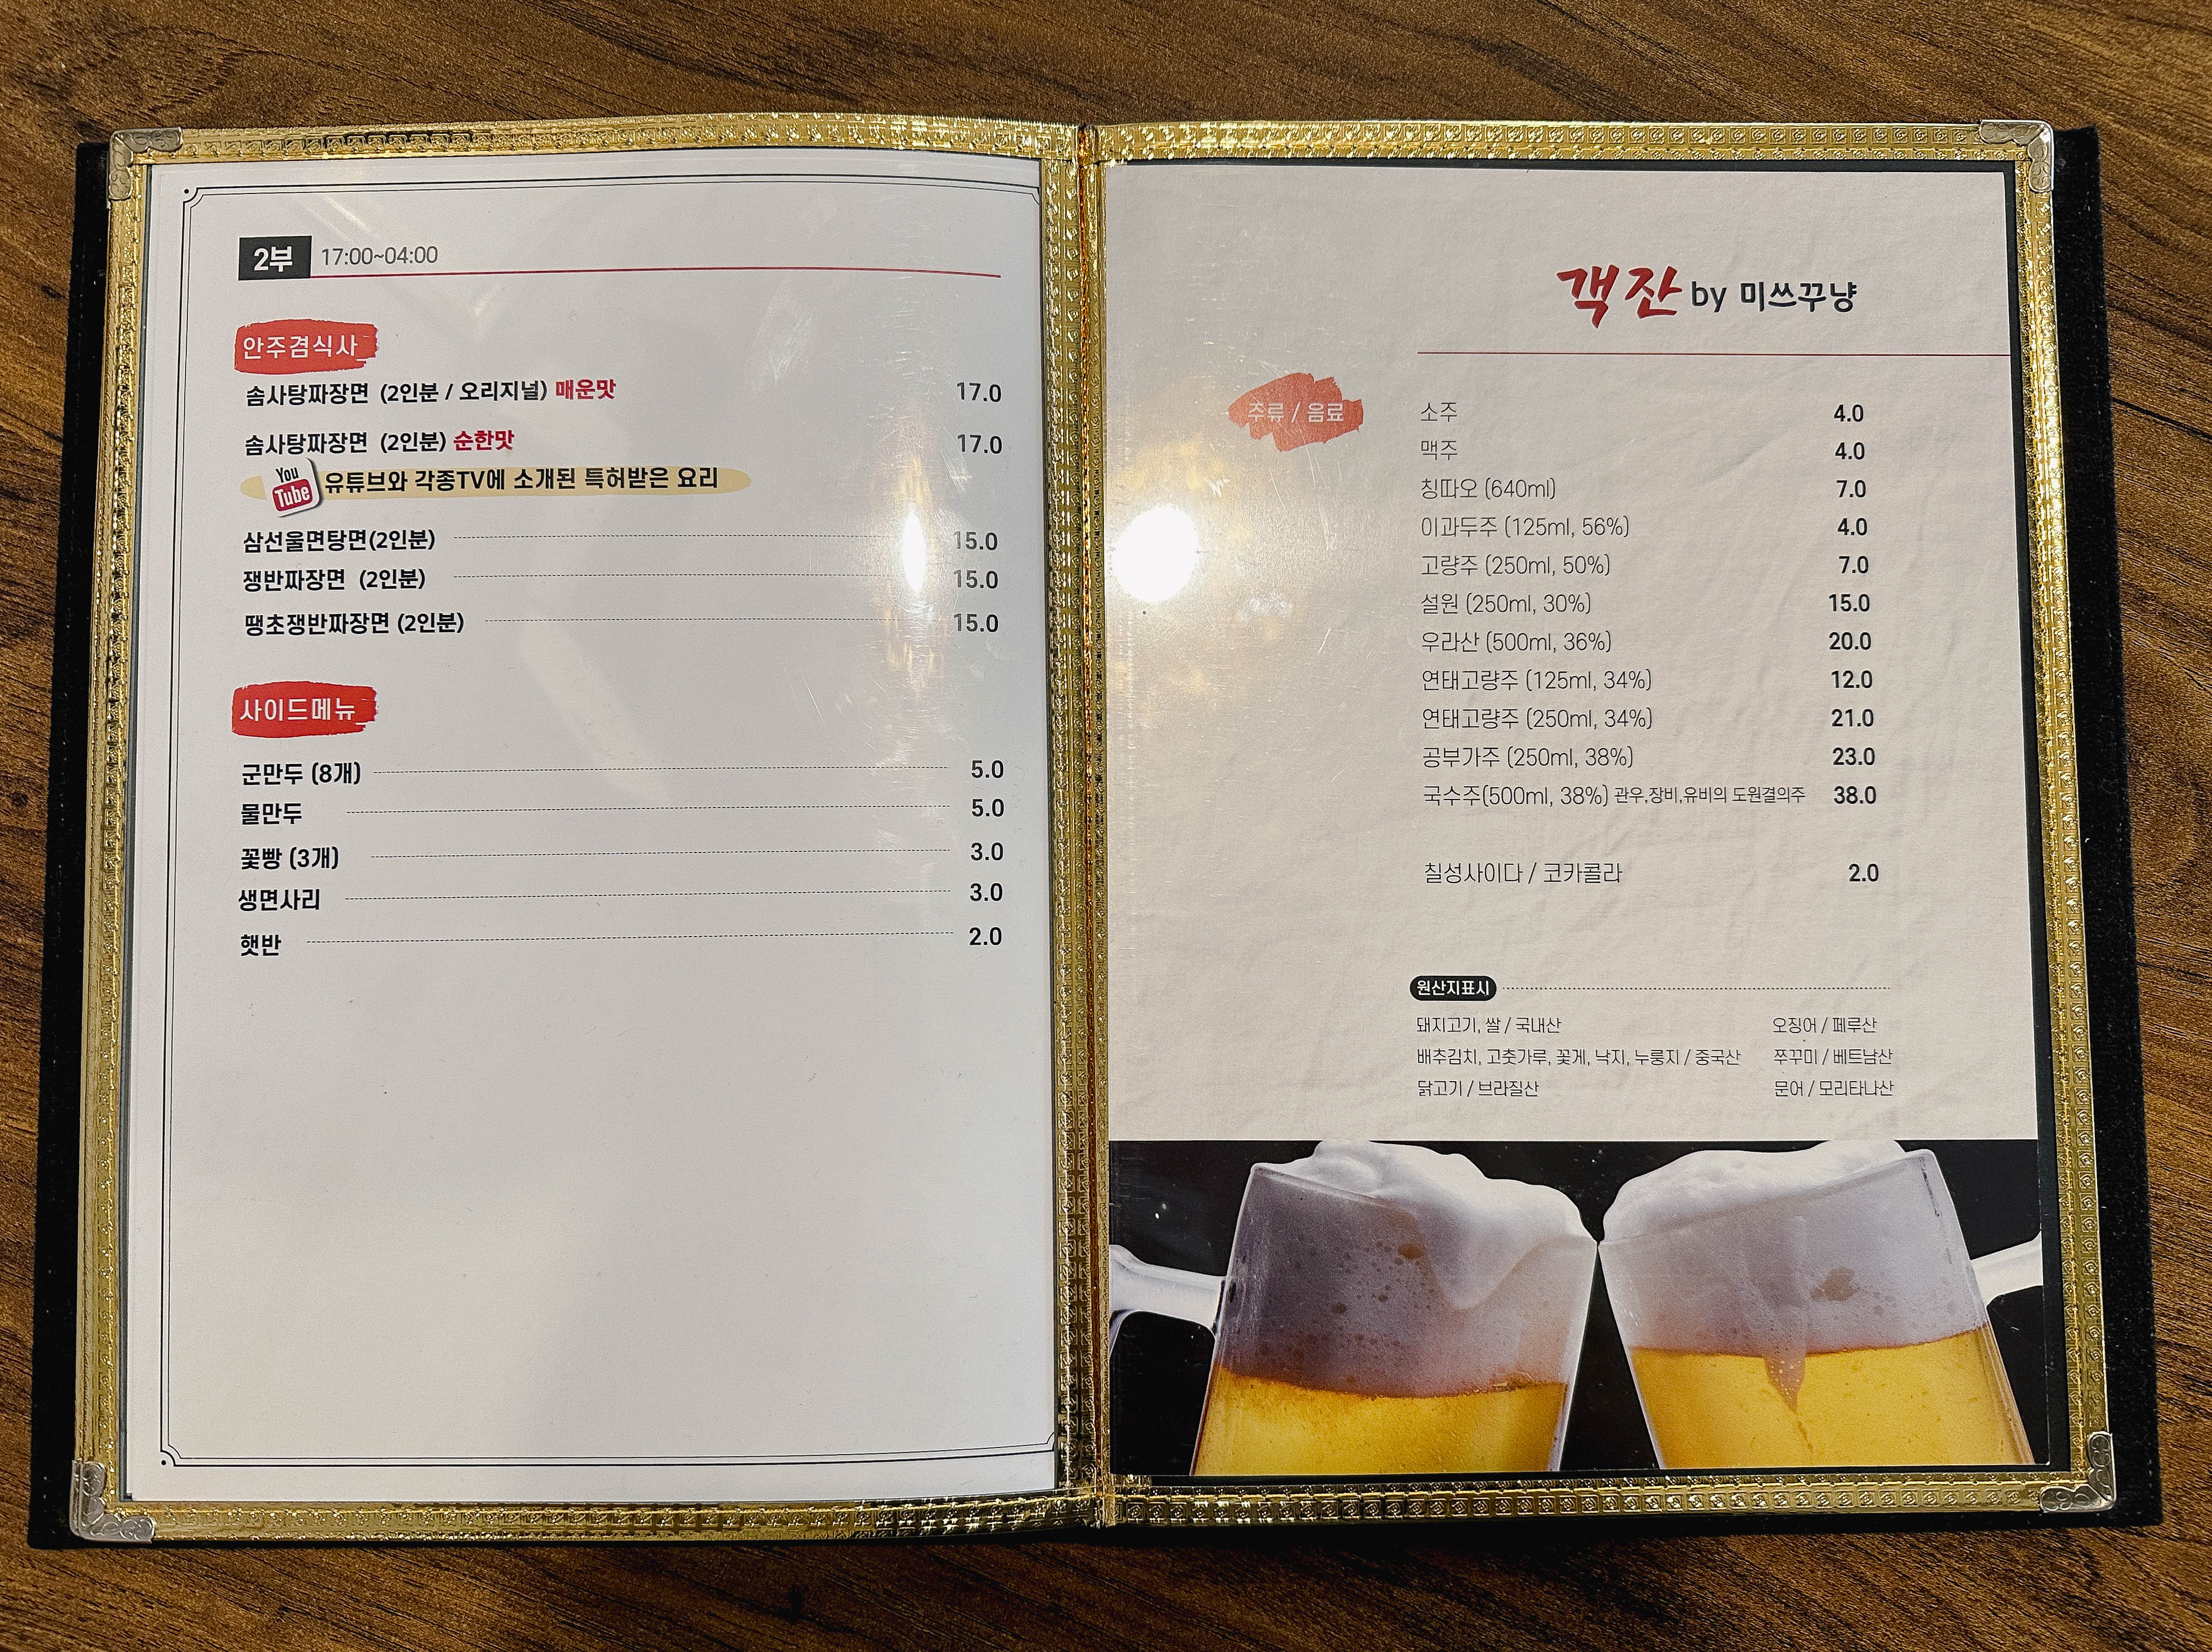 2부 17:00~04:00
안주겸식사
솜사탕짜장면 (2인분 / 오리지널) 매운맛 17.0
솜사탕짜장면 (2인분) 순한맛 17.0
You Tube 유튜브와 각종TV에 소개된 특허받은 요리
삼선울면탕면(2인분) 15.0
쟁반짜장면 (2인분) 15.0
땡초쟁반짜장면 (2인분) 15.0
사이드메뉴
군만두 (8개) 5.0
물만두 5.0
꽃빵 (3개) 3.0
생면사리 3.0
햇반 2.0
객잔 by 미쓰꾸냥
주류 / 음료
소주 4.0
맥주 4.0
칭따오 (640ml) 7.0
이과두주 (125ml, 56%) 4.0
고량주 (250ml, 50%) 7.0
설원 (250ml, 30%) 15.0
우라산 (500ml, 36%) 20.0
연태고량주 (125ml, 34%) 12.0
연태고량주 (250ml, 34%) 21.0
공부가주 (250ml, 38%) 23.0
국수주(500ml, 38%) 관우,장비,유비의 도원결의주 38.0
칠성사이다 / 코카콜라 2.0
원산지표시
돼지고기, 쌀 / 국내산 오징어 / 페루산
배추김치, 고춧가루, 꽃게, 낙지, 누룽지 / 중국산 쭈꾸미 / 베트남산
닭고기 / 브라질산 문어 / 모리타나산